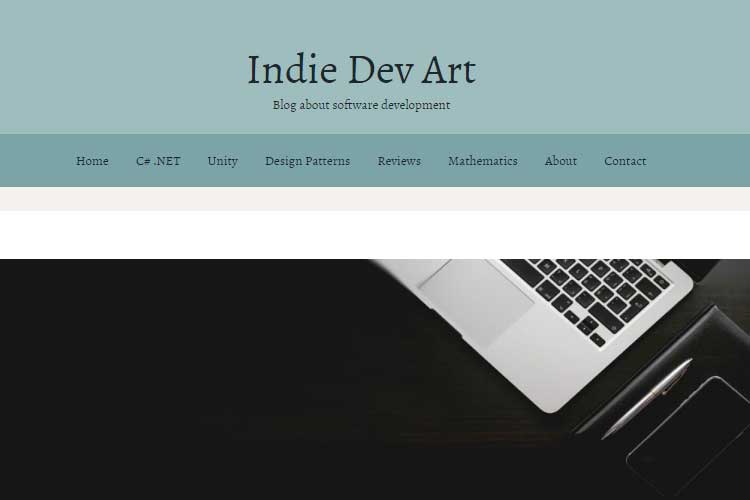 Indie Dev Art
Blog about software development
Home C# .NET Unity Design Patterns Reviews Mathematics About Contact